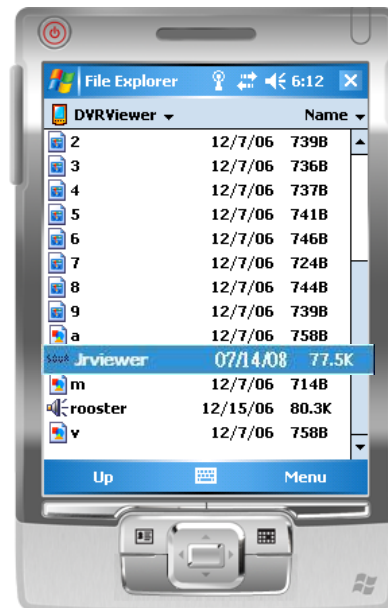 File Explorer 6:12
DVRViewer Name
2 12/7/06 739B
3 12/7/06 736B
4 12/7/06 737B
5 12/7/06 741B
6 12/7/06 746B
7 12/7/06 724B
8 12/7/06 744B
9 12/7/06 739B
a 12/7/06 758B
Jrviewer 07/14/08 77.5K
m 12/7/06 714B
rooster 12/15/06 80.3K
v 12/7/06 758B
Up Menu